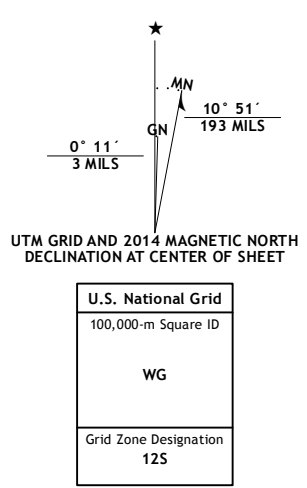 MN
10° 51´
193 MILS
GN
0° 11´
3 MILS
UTM GRID AND 2014 MAGNETIC NORTH
DECLINATION AT CENTER OF SHEET
U.S. National Grid
100,000-m Square ID
WG
Grid Zone Designation
12S